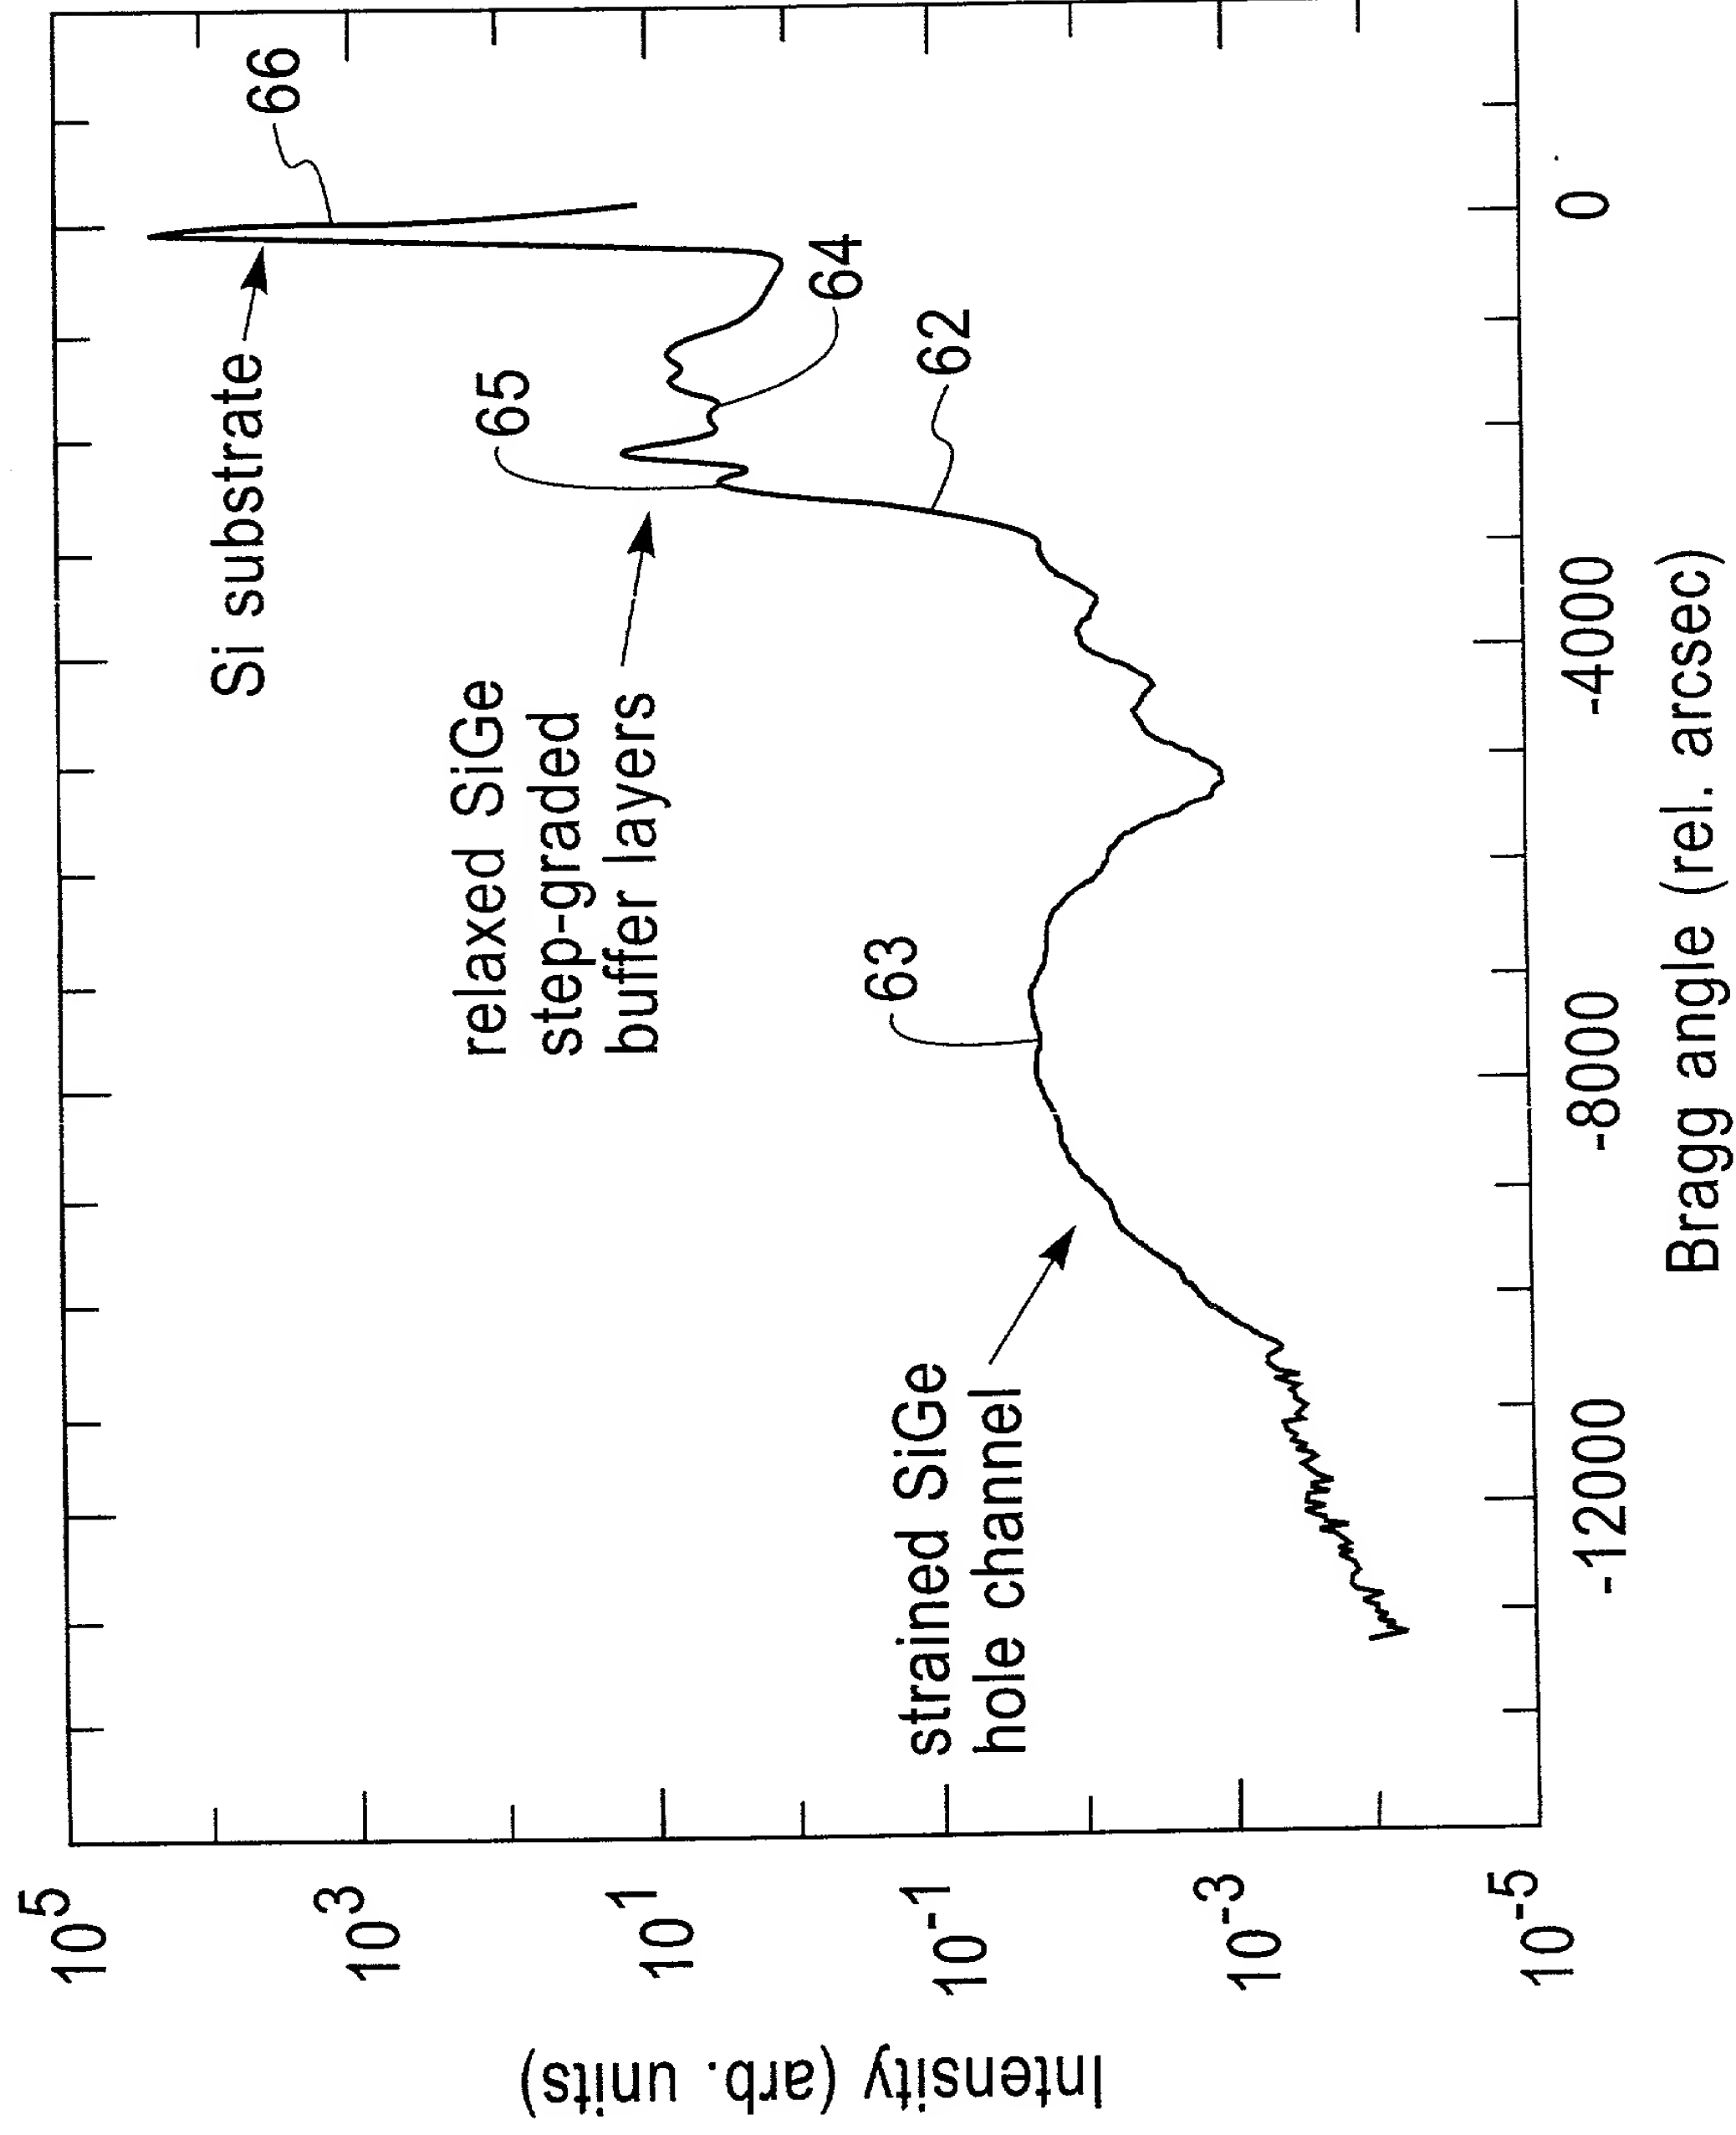 10^5
10^3
10^1
10^-1
10^-3
10^-5
Intensity (arb. units)
Si substrate
66
65
64
62
63
relaxed SiGe
step-graded
buffer layers
strained SiGe
hole channel
-12000
-8000
-4000
0
Bragg angle (rel. arcsec)